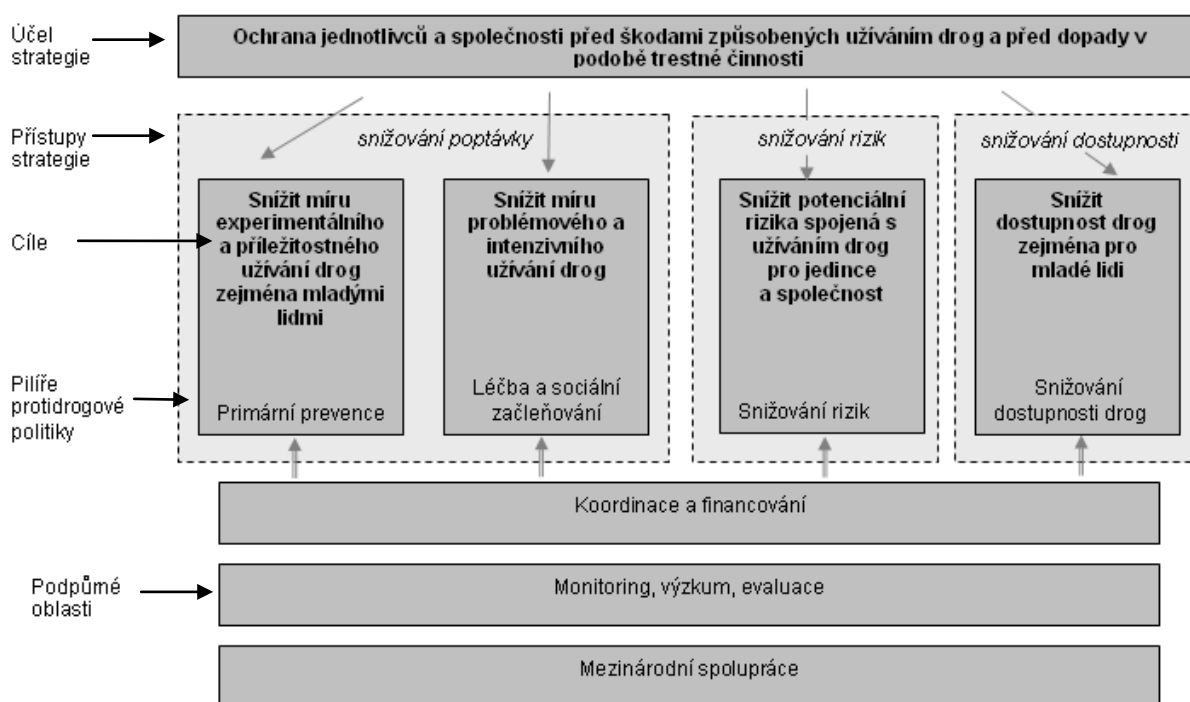 Účel
strategie
Ochrana jednotlivců a společnosti před škodami způsobených užíváním drog a před dopady v
podobě trestné činnosti
Přístupy
strategie
snižování poptávky
snižování rizik
snižování dostupnosti
Cíle
Snížit míru
experimentálního
a příležitostného
užívání drog
zejména mladými
lidmi
Snížit míru
problémového a
intenzivního
užívání drog
Snížit potenciální
rizika spojená s
užíváním drog
pro jedince
a společnost
Snížit
dostupnost drog
zejména pro
mladé lidi
Pilíře
protidrogové
politiky
Primární prevence
Léčba a sociální
začleňování
Snižování rizik
Snižování
dostupnosti drog
Koordinace a financování
Podpůrné
oblasti
Monitoring, výzkum, evaluace
Mezinárodní spolupráce